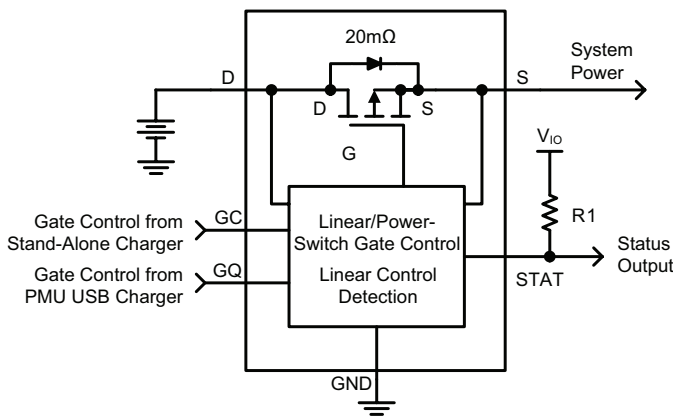 20mΩ
System
Power
D
S
D
S
G
V_IO
R1
Gate Control from
Stand-Alone Charger
GC
Linear/Power-
Switch Gate Control
Linear Control
Detection
Gate Control from
PMU USB Charger
GQ
STAT
Status
Output
GND